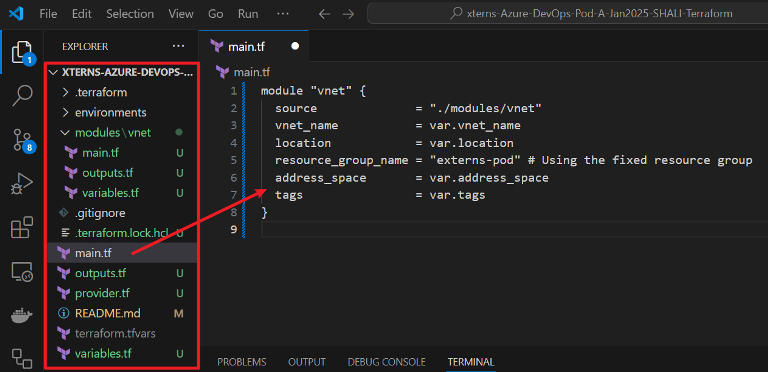 File Edit Selection View Go Run ... xterns-Azure-DevOps-Pod-A-Jan2025-SHALI-Terraform
EXPLORER ...
main.tf
XTERNS-AZURE-DEVOPS-...
.terraform
environments
modules\vnet
main.tf U
outputs.tf U
variables.tf U
.gitignore
.terraform.lock.hcl U
main.tf
outputs.tf U
provider.tf U
README.md M
terraform.tfvars
variables.tf U
1
8
main.tf
1 module "vnet" {
2 source = "./modules/vnet"
3 vnet_name = var.vnet_name
4 location = var.location
5 resource_group_name = "externs-pod" # Using the fixed resource group
6 address_space = var.address_space
7 tags = var.tags
8 }
9
PROBLEMS OUTPUT DEBUG CONSOLE TERMINAL